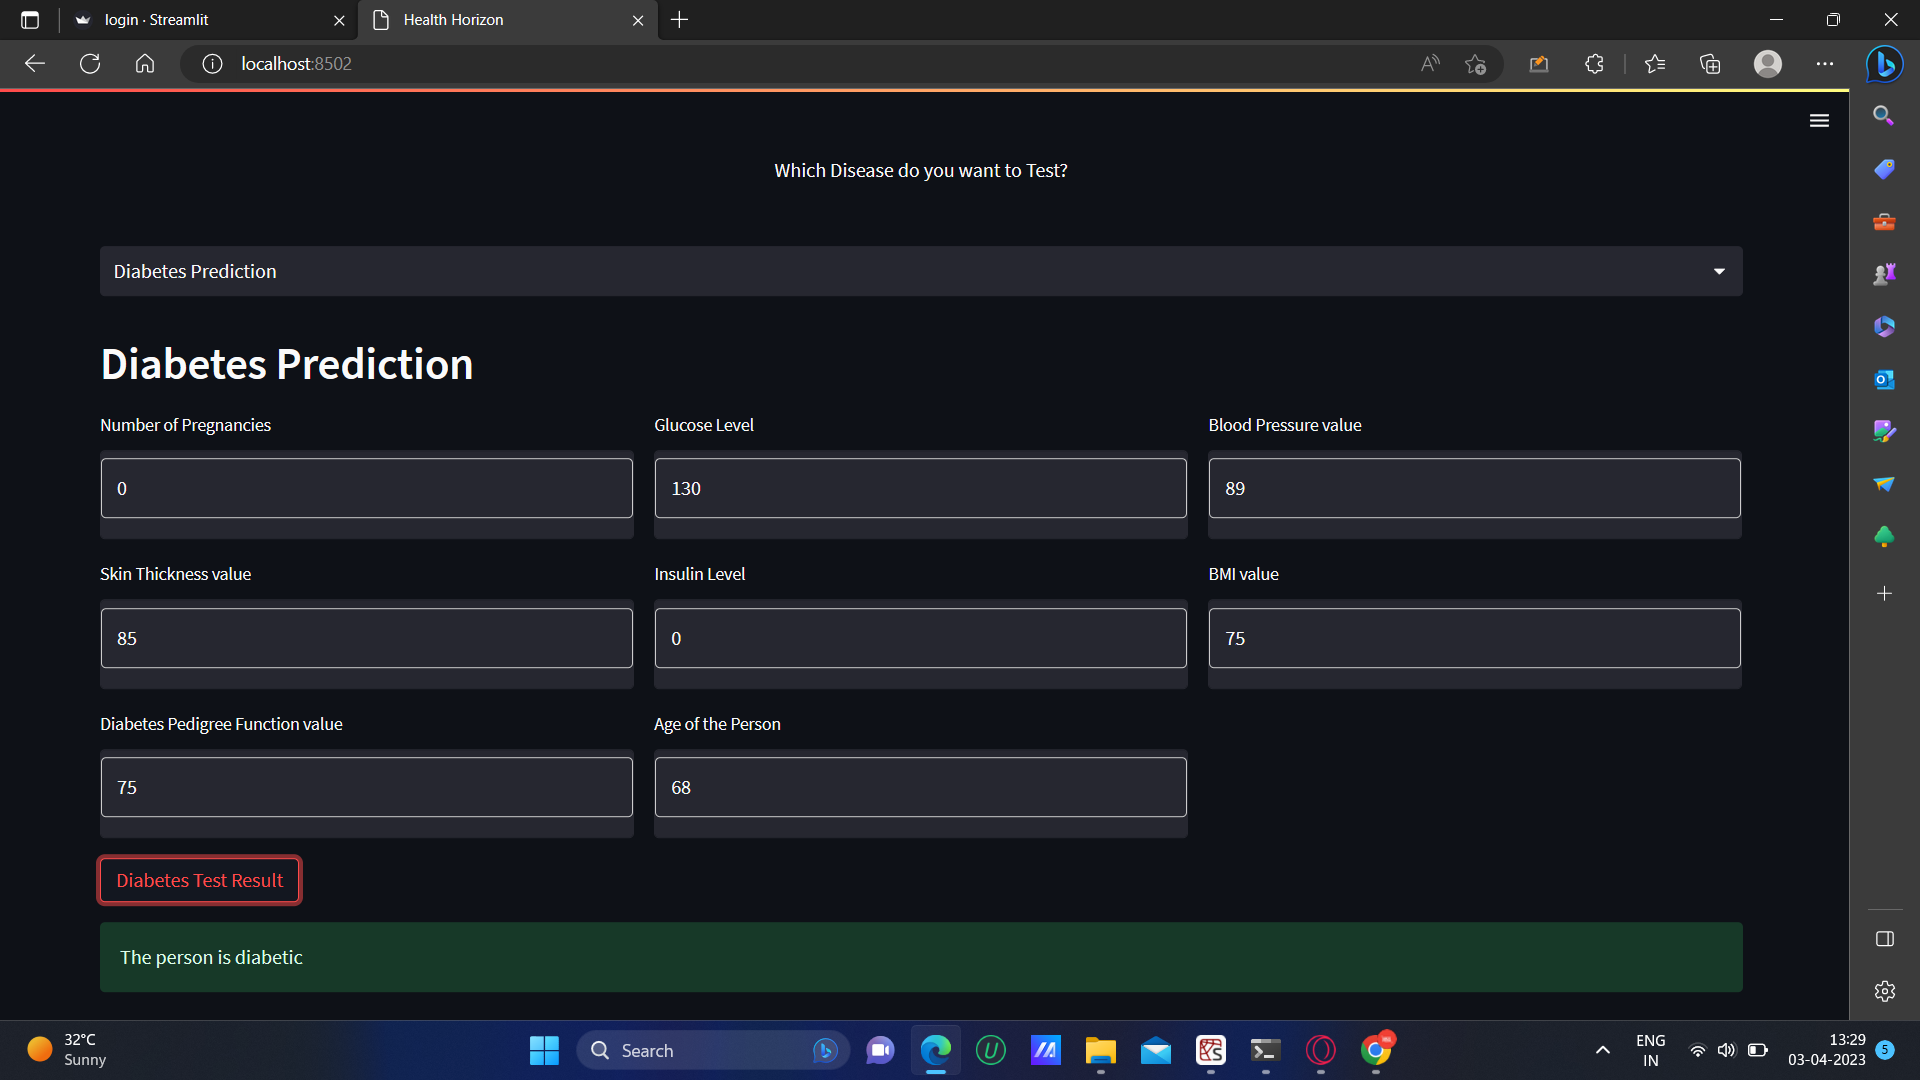 login · Streamlit
Health Horizon
localhost:8502
Which Disease do you want to Test?
Diabetes Prediction
Diabetes Prediction
Number of Pregnancies
Glucose Level
Blood Pressure value
0
130
89
Skin Thickness value
Insulin Level
BMI value
85
0
75
Diabetes Pedigree Function value
Age of the Person
75
68
Diabetes Test Result
The person is diabetic
32°C
Sunny
Search
ENG
IN
13:29
03-04-2023
5